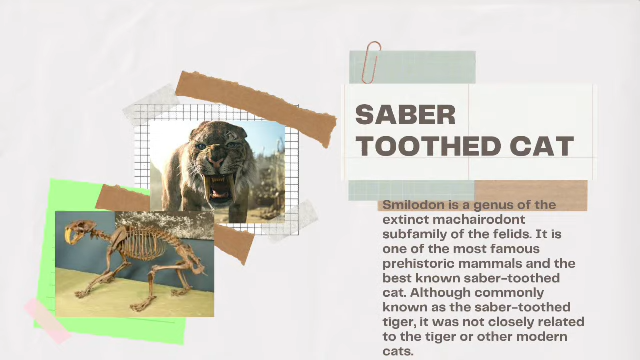 SABER
TOOTHED CAT
Smilodon is a genus of the
extinct machairodont
subfamily of the felids. It is
one of the most famous
prehistoric mammals and the
best known saber-toothed
cat. Although commonly
known as the saber-toothed
tiger, it was not closely related
to the tiger or other modern
cats.